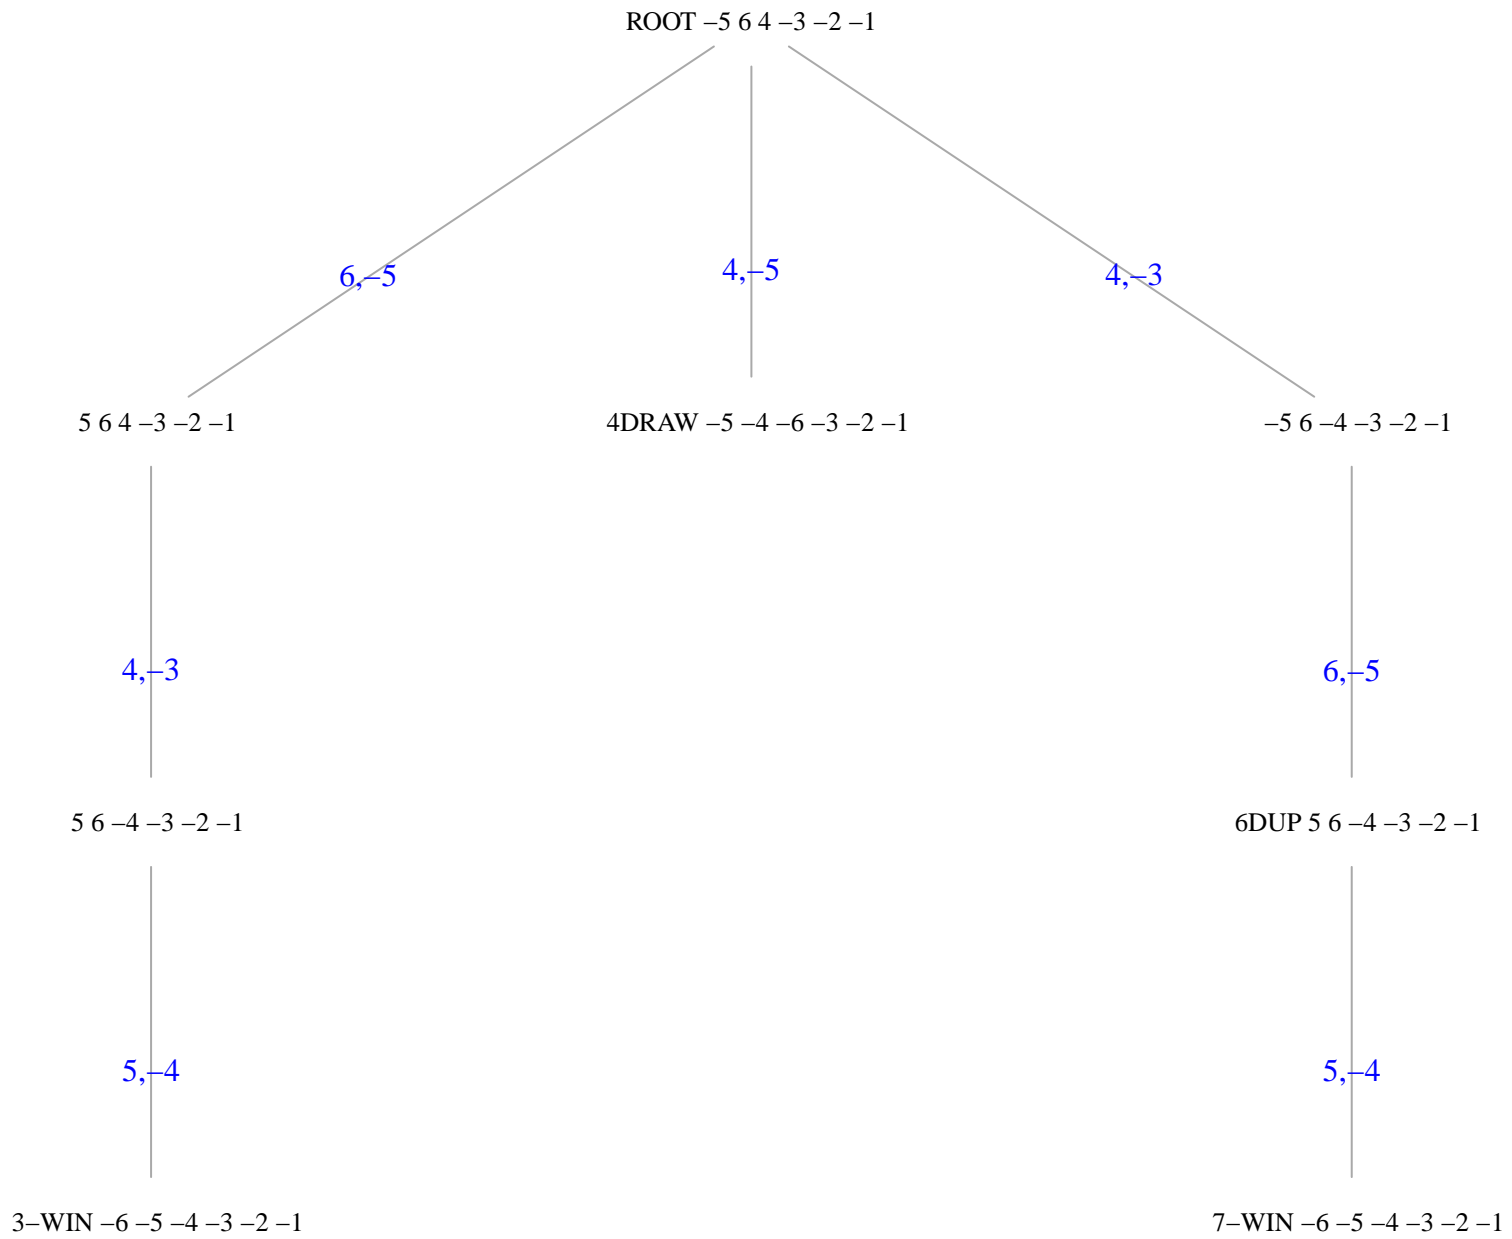 ROOT –5 6 4 –3 –2 –1
6,–5
4,–5
4,–3
5 6 4 –3 –2 –1
4DRAW –5 –4 –6 –3 –2 –1
–5 6 –4 –3 –2 –1
4,–3
6,–5
5 6 –4 –3 –2 –1
6DUP 5 6 –4 –3 –2 –1
5,–4
5,–4
3–WIN –6 –5 –4 –3 –2 –1
7–WIN –6 –5 –4 –3 –2 –1